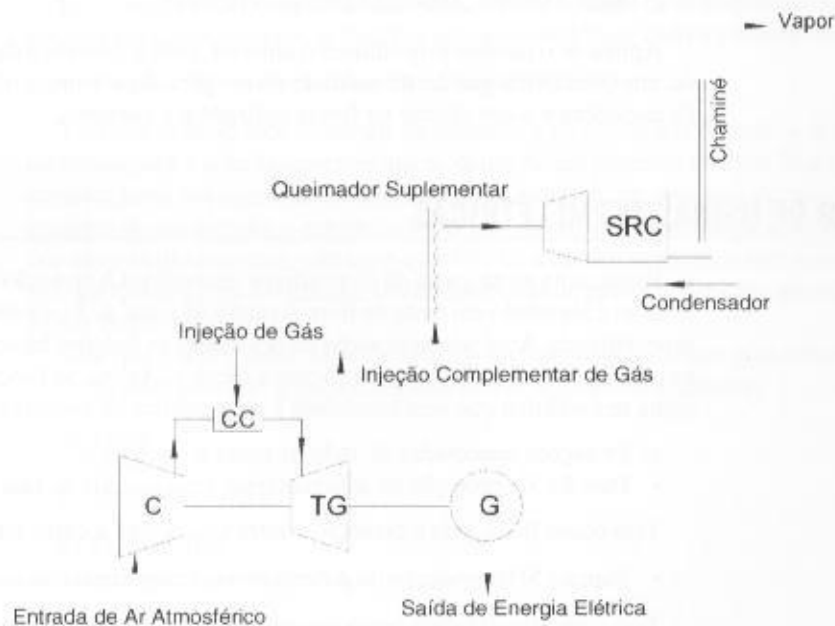 Vapor
Chaminé
Queimador Suplementar
SRC
Condensador
Injeção de Gás
Injeção Complementar de Gás
CC
C
TG
G
Entrada de Ar Atmosférico
Saída de Energia Elétrica